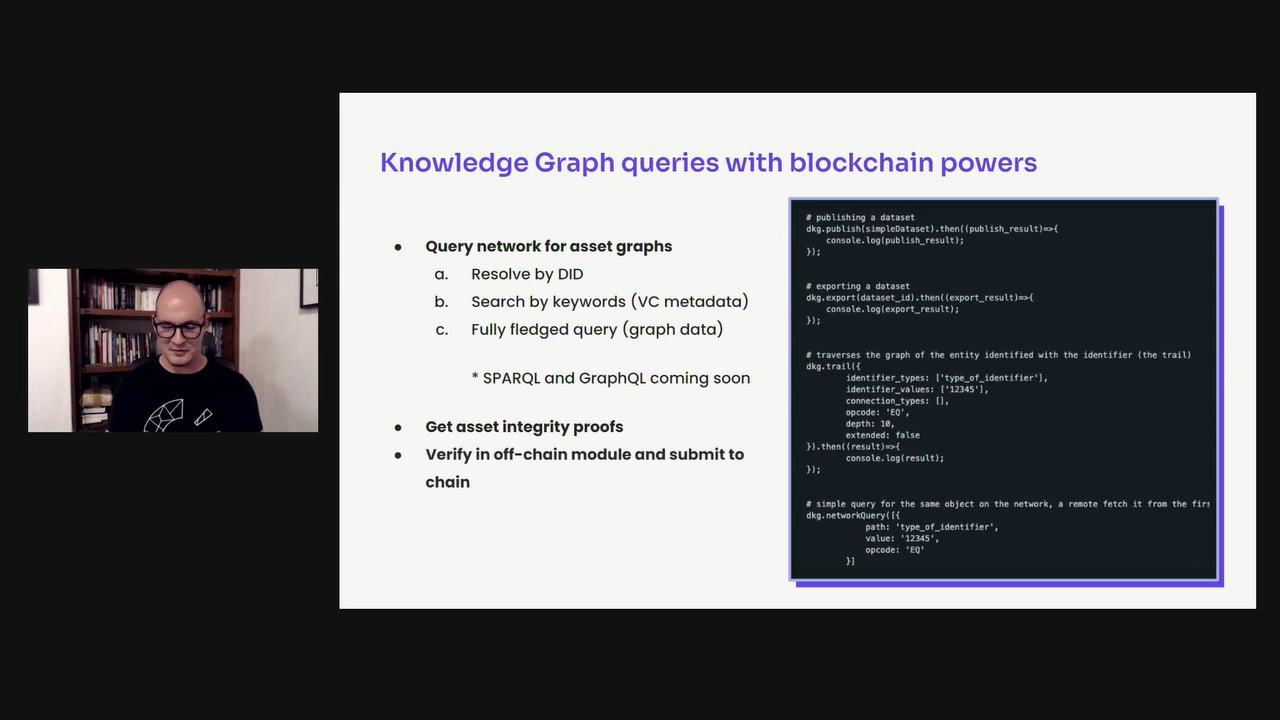 Knowledge Graph queries with blockchain powers
● Query network for asset graphs
a. Resolve by DID
b. Search by keywords (VC metadata)
c. Fully fledged query (graph data)
* SPARQL and GraphQL coming soon
● Get asset integrity proofs
● Verify in off-chain module and submit to
chain
# publishing a dataset
dkg.publish(simpleDataset).then((publish_result)=>{
console.log(publish_result);
});
# exporting a dataset
dkg.export(dataset_id).then((export_result)=>{
console.log(export_result);
});
# traverses the graph of the entity identified with the identifier (the trail)
dkg.trail({
identifier_types: ['type_of_identifier'],
identifier_values: ['12345'],
connection_types: [],
opcode: 'EQ',
depth: 10,
extended: false
}).then((result)=>{
console.log(result);
});
# simple query for the same object on the network, a remote fetch it from the firs
dkg.networkQuery([{
path: 'type_of_identifier',
value: '12345',
opcode: 'EQ'
}]